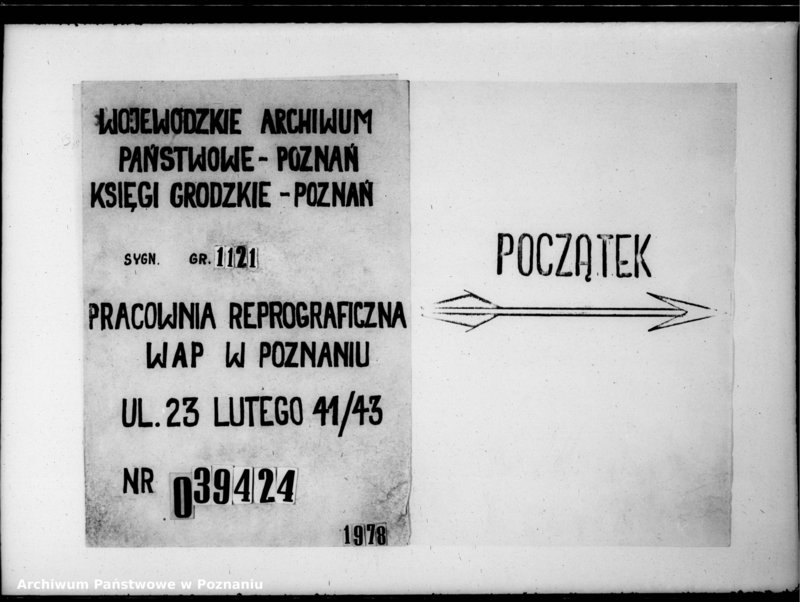 WOJEWÓDZKIE ARCHIWUM
PAŃSTWOWE - POZNAŃ
KSIĘGI GRODZKIE - POZNAŃ
SYGN. GR. 1121
PRACOWNIA REPROGRAFICZNA
WAP W POZNANIU
UL. 23 LUTEGO 41/43
NR 039424
1978
POCZĄTEK
Archiwum Państwowe w Poznaniu